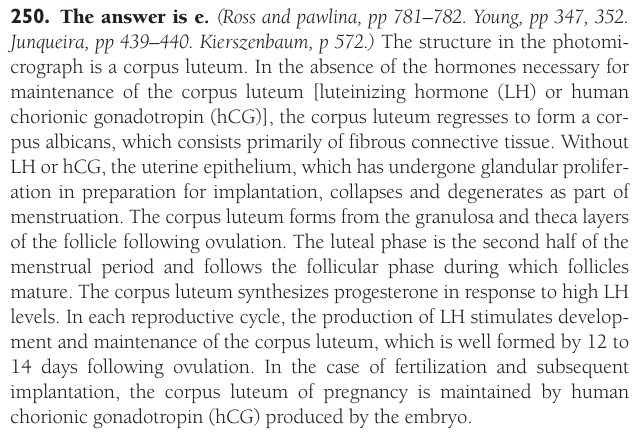 250. The answer is e. (Ross and pawlina, pp 781–782. Young, pp 347, 352.
Junqueira, pp 439–440. Kierszenbaum, p 572.) The structure in the photomi-
crograph is a corpus luteum. In the absence of the hormones necessary for
maintenance of the corpus luteum [luteinizing hormone (LH) or human
chorionic gonadotropin (hCG)], the corpus luteum regresses to form a cor-
pus albicans, which consists primarily of fibrous connective tissue. Without
LH or hCG, the uterine epithelium, which has undergone glandular prolifer-
ation in preparation for implantation, collapses and degenerates as part of
menstruation. The corpus luteum forms from the granulosa and theca layers
of the follicle following ovulation. The luteal phase is the second half of the
menstrual period and follows the follicular phase during which follicles
mature. The corpus luteum synthesizes progesterone in response to high LH
levels. In each reproductive cycle, the production of LH stimulates develop-
ment and maintenance of the corpus luteum, which is well formed by 12 to
14 days following ovulation. In the case of fertilization and subsequent
implantation, the corpus luteum of pregnancy is maintained by human
chorionic gonadotropin (hCG) produced by the embryo.